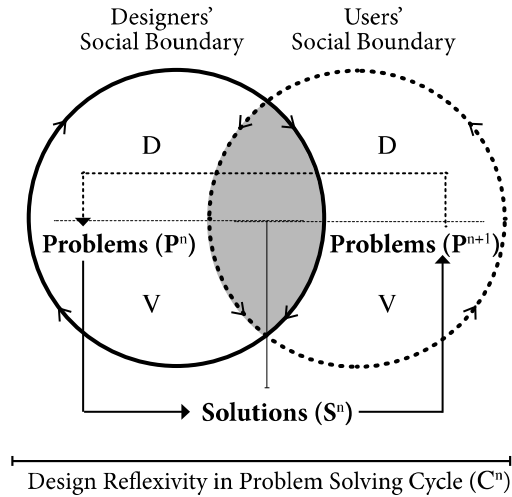 Designers’
Social Boundary
Users’
Social Boundary
D
D
Problems (Pⁿ)
Problems (Pⁿ⁺¹)
V
V
Solutions (Sⁿ)
Design Reflexivity in Problem Solving Cycle (Cⁿ)